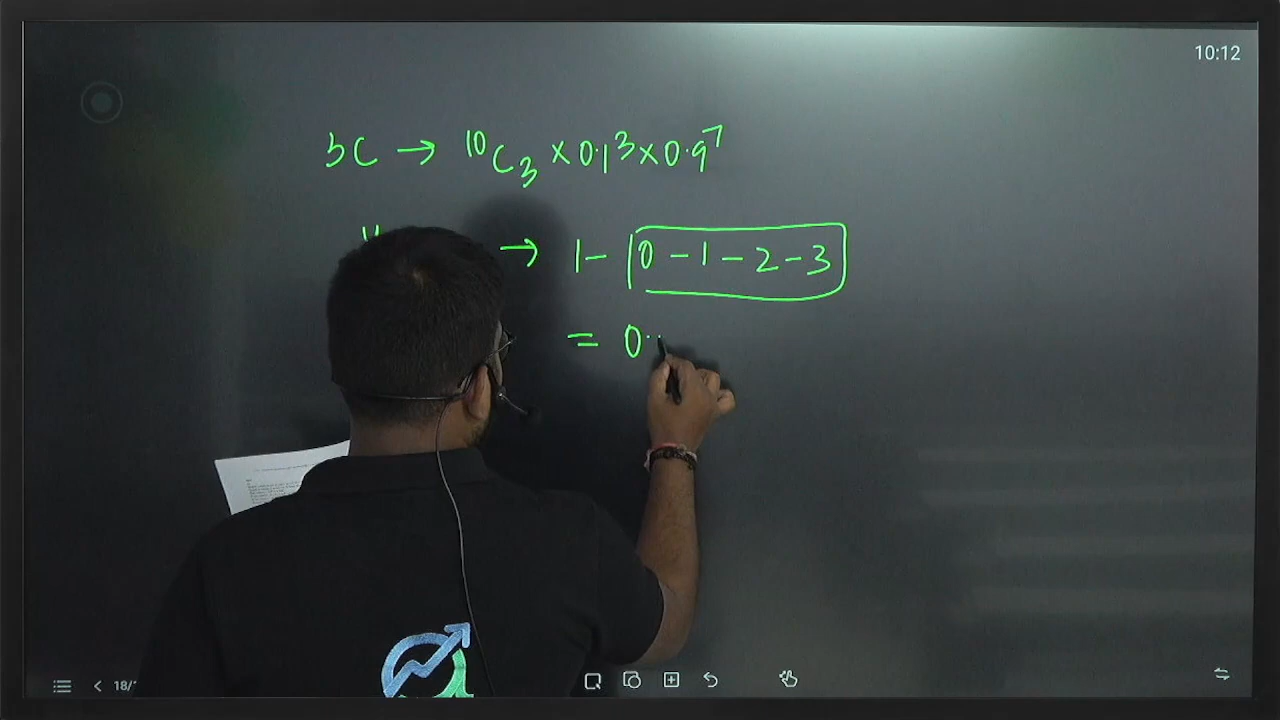 10:12
3C → ¹⁰C₃ × 0.1³ × 0.9⁷
→ 1 - |0 - 1 - 2 - 3
= 0.
18/